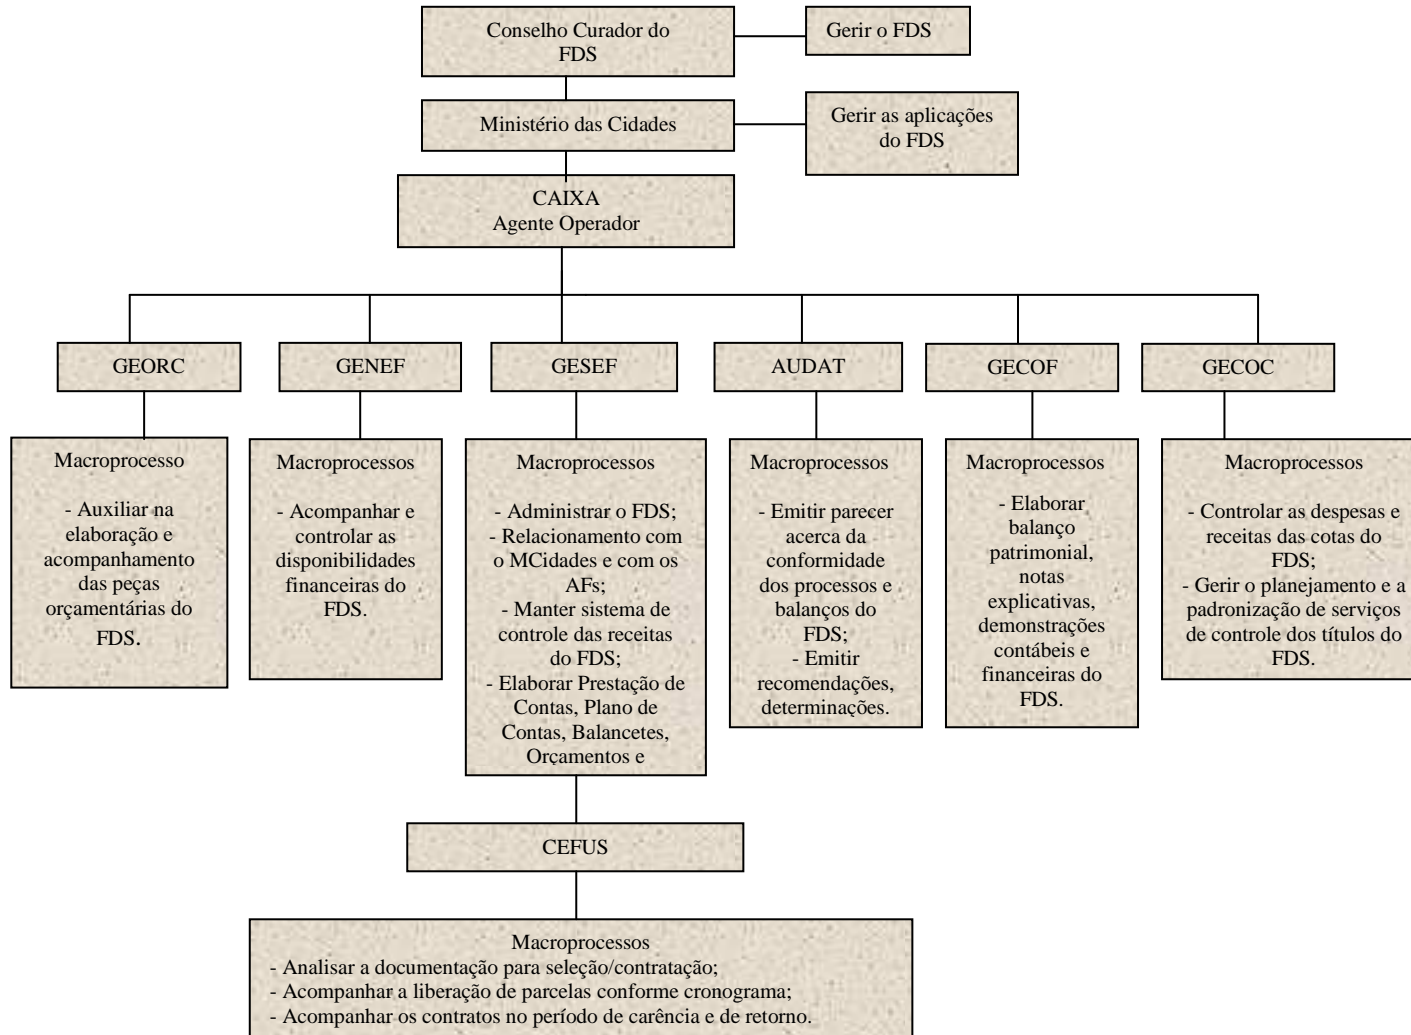 Conselho Curador do
FDS
Gerir o FDS
Ministério das Cidades
Gerir as aplicações
do FDS
CAIXA
Agente Operador
GEORC
GENEF
GESEF
AUDAT
GECOF
GECOC
Macroprocesso
- Auxiliar na
elaboração e
acompanhamento
das peças
orçamentárias do
FDS.
Macroprocessos
- Acompanhar e
controlar as
disponibilidades
financeiras do
FDS.
Macroprocessos
- Administrar o FDS;
- Relacionamento com
o MCidades e com os
AFs;
- Manter sistema de
controle das receitas
do FDS;
- Elaborar Prestação de
Contas, Plano de
Contas, Balancetes,
Orçamentos e
Macroprocessos
- Emitir parecer
acerca da
conformidade
dos processos e
balanços do
FDS;
- Emitir
recomendações,
determinações.
Macroprocessos
- Elaborar
balanço
patrimonial,
notas
explicativas,
demonstrações
contábeis e
financeiras do
FDS.
Macroprocessos
- Controlar as despesas e
receitas das cotas do
FDS;
- Gerir o planejamento e a
padronização de serviços
de controle dos títulos do
FDS.
CEFUS
Macroprocessos
- Analisar a documentação para seleção/contratação;
- Acompanhar a liberação de parcelas conforme cronograma;
- Acompanhar os contratos no período de carência e de retorno.